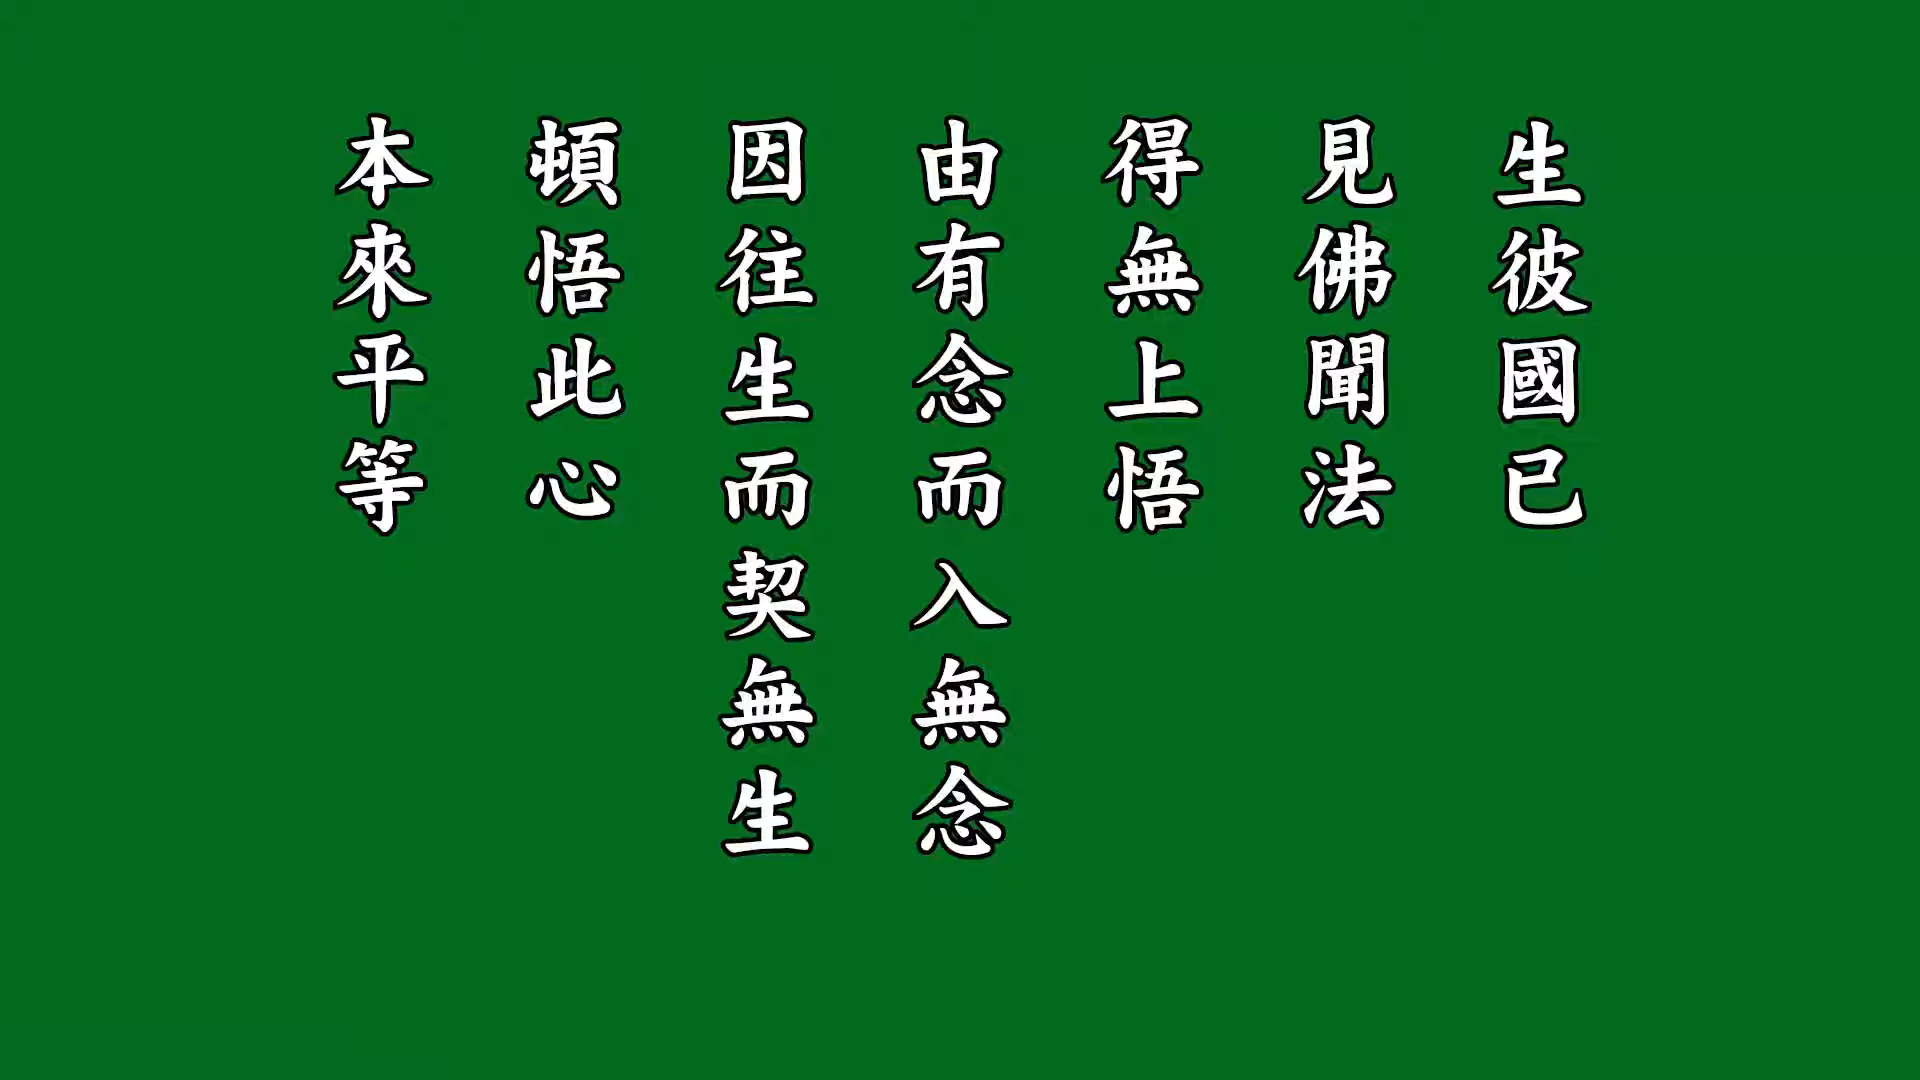 生彼國已
見佛聞法
得無上悟
由有念而入無念
因往生而契無生
頓悟此心
本來平等